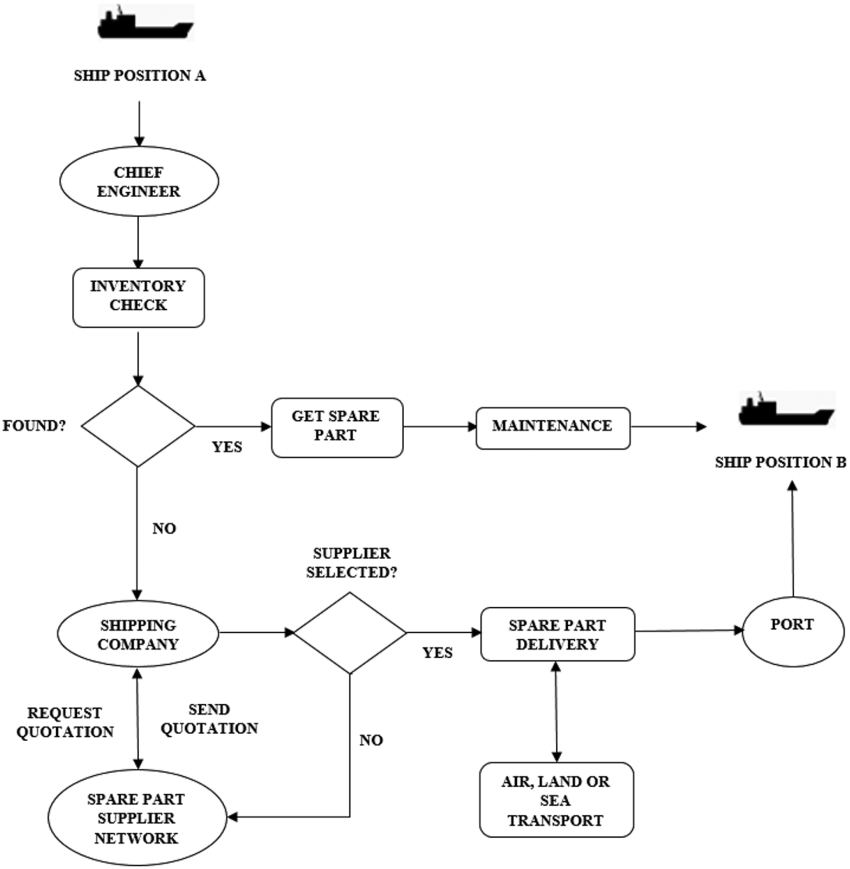 SHIP POSITION A
CHIEF
ENGINEER
INVENTORY
CHECK
FOUND?
YES
GET SPARE
PART
MAINTENANCE
SHIP POSITION B
NO
SUPPLIER
SELECTED?
SHIPPING
COMPANY
YES
SPARE PART
DELIVERY
PORT
REQUEST
QUOTATION
SEND
QUOTATION
NO
SPARE PART
SUPPLIER
NETWORK
AIR, LAND OR
SEA
TRANSPORT